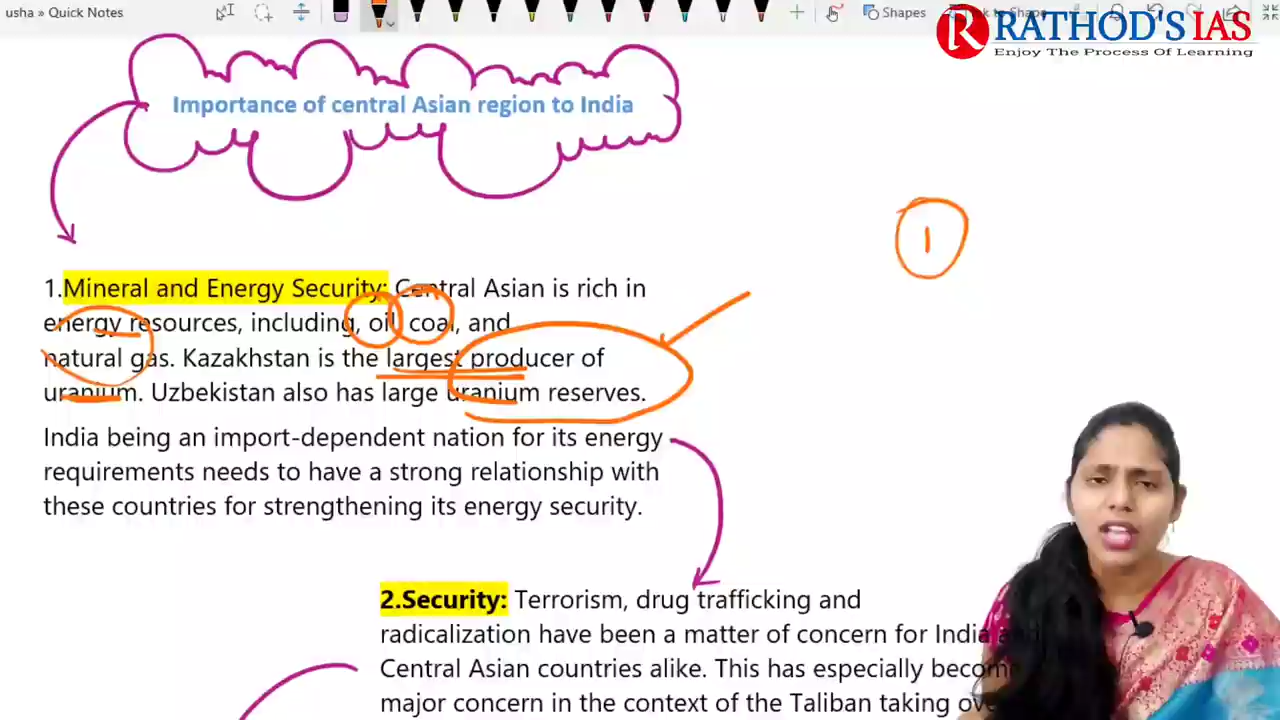 usha » Quick Notes
Shapes
to Shape
RATHOD'S IAS
Enjoy The Process Of Learning
Importance of central Asian region to India
1
1.Mineral and Energy Security: Central Asian is rich in
energy resources, including, oil, coal, and
natural gas. Kazakhstan is the largest producer of
uranium. Uzbekistan also has large uranium reserves.
India being an import-dependent nation for its energy
requirements needs to have a strong relationship with
these countries for strengthening its energy security.
2.Security: Terrorism, drug trafficking and
radicalization have been a matter of concern for India and
Central Asian countries alike. This has especially become
major concern in the context of the Taliban taking